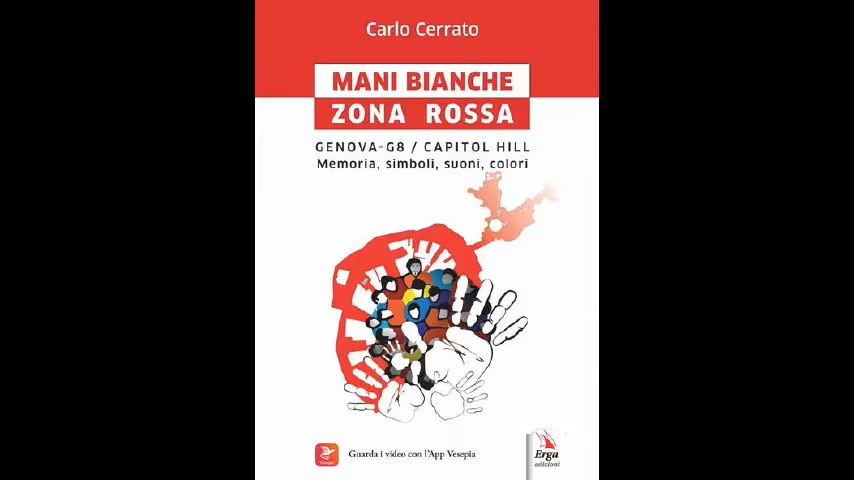 Carlo Cerrato
MANI BIANCHE
ZONA ROSSA
GENOVA-G8 / CAPITOL HILL
Memoria, simboli, suoni, colori
Guarda i video con l'App Vesepia
Erga
edizioni